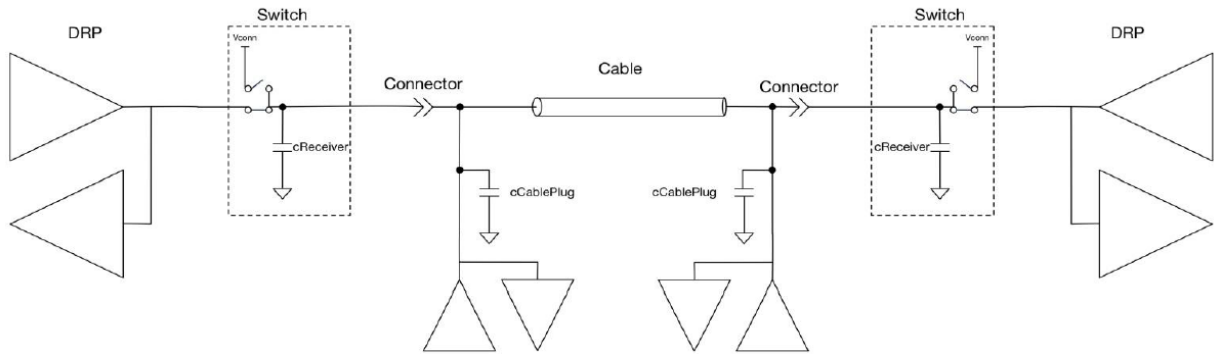 Switch
Switch
DRP
DRP
Vconn
Vconn
Cable
Connector
Connector
cReceiver
cReceiver
cCablePlug
cCablePlug